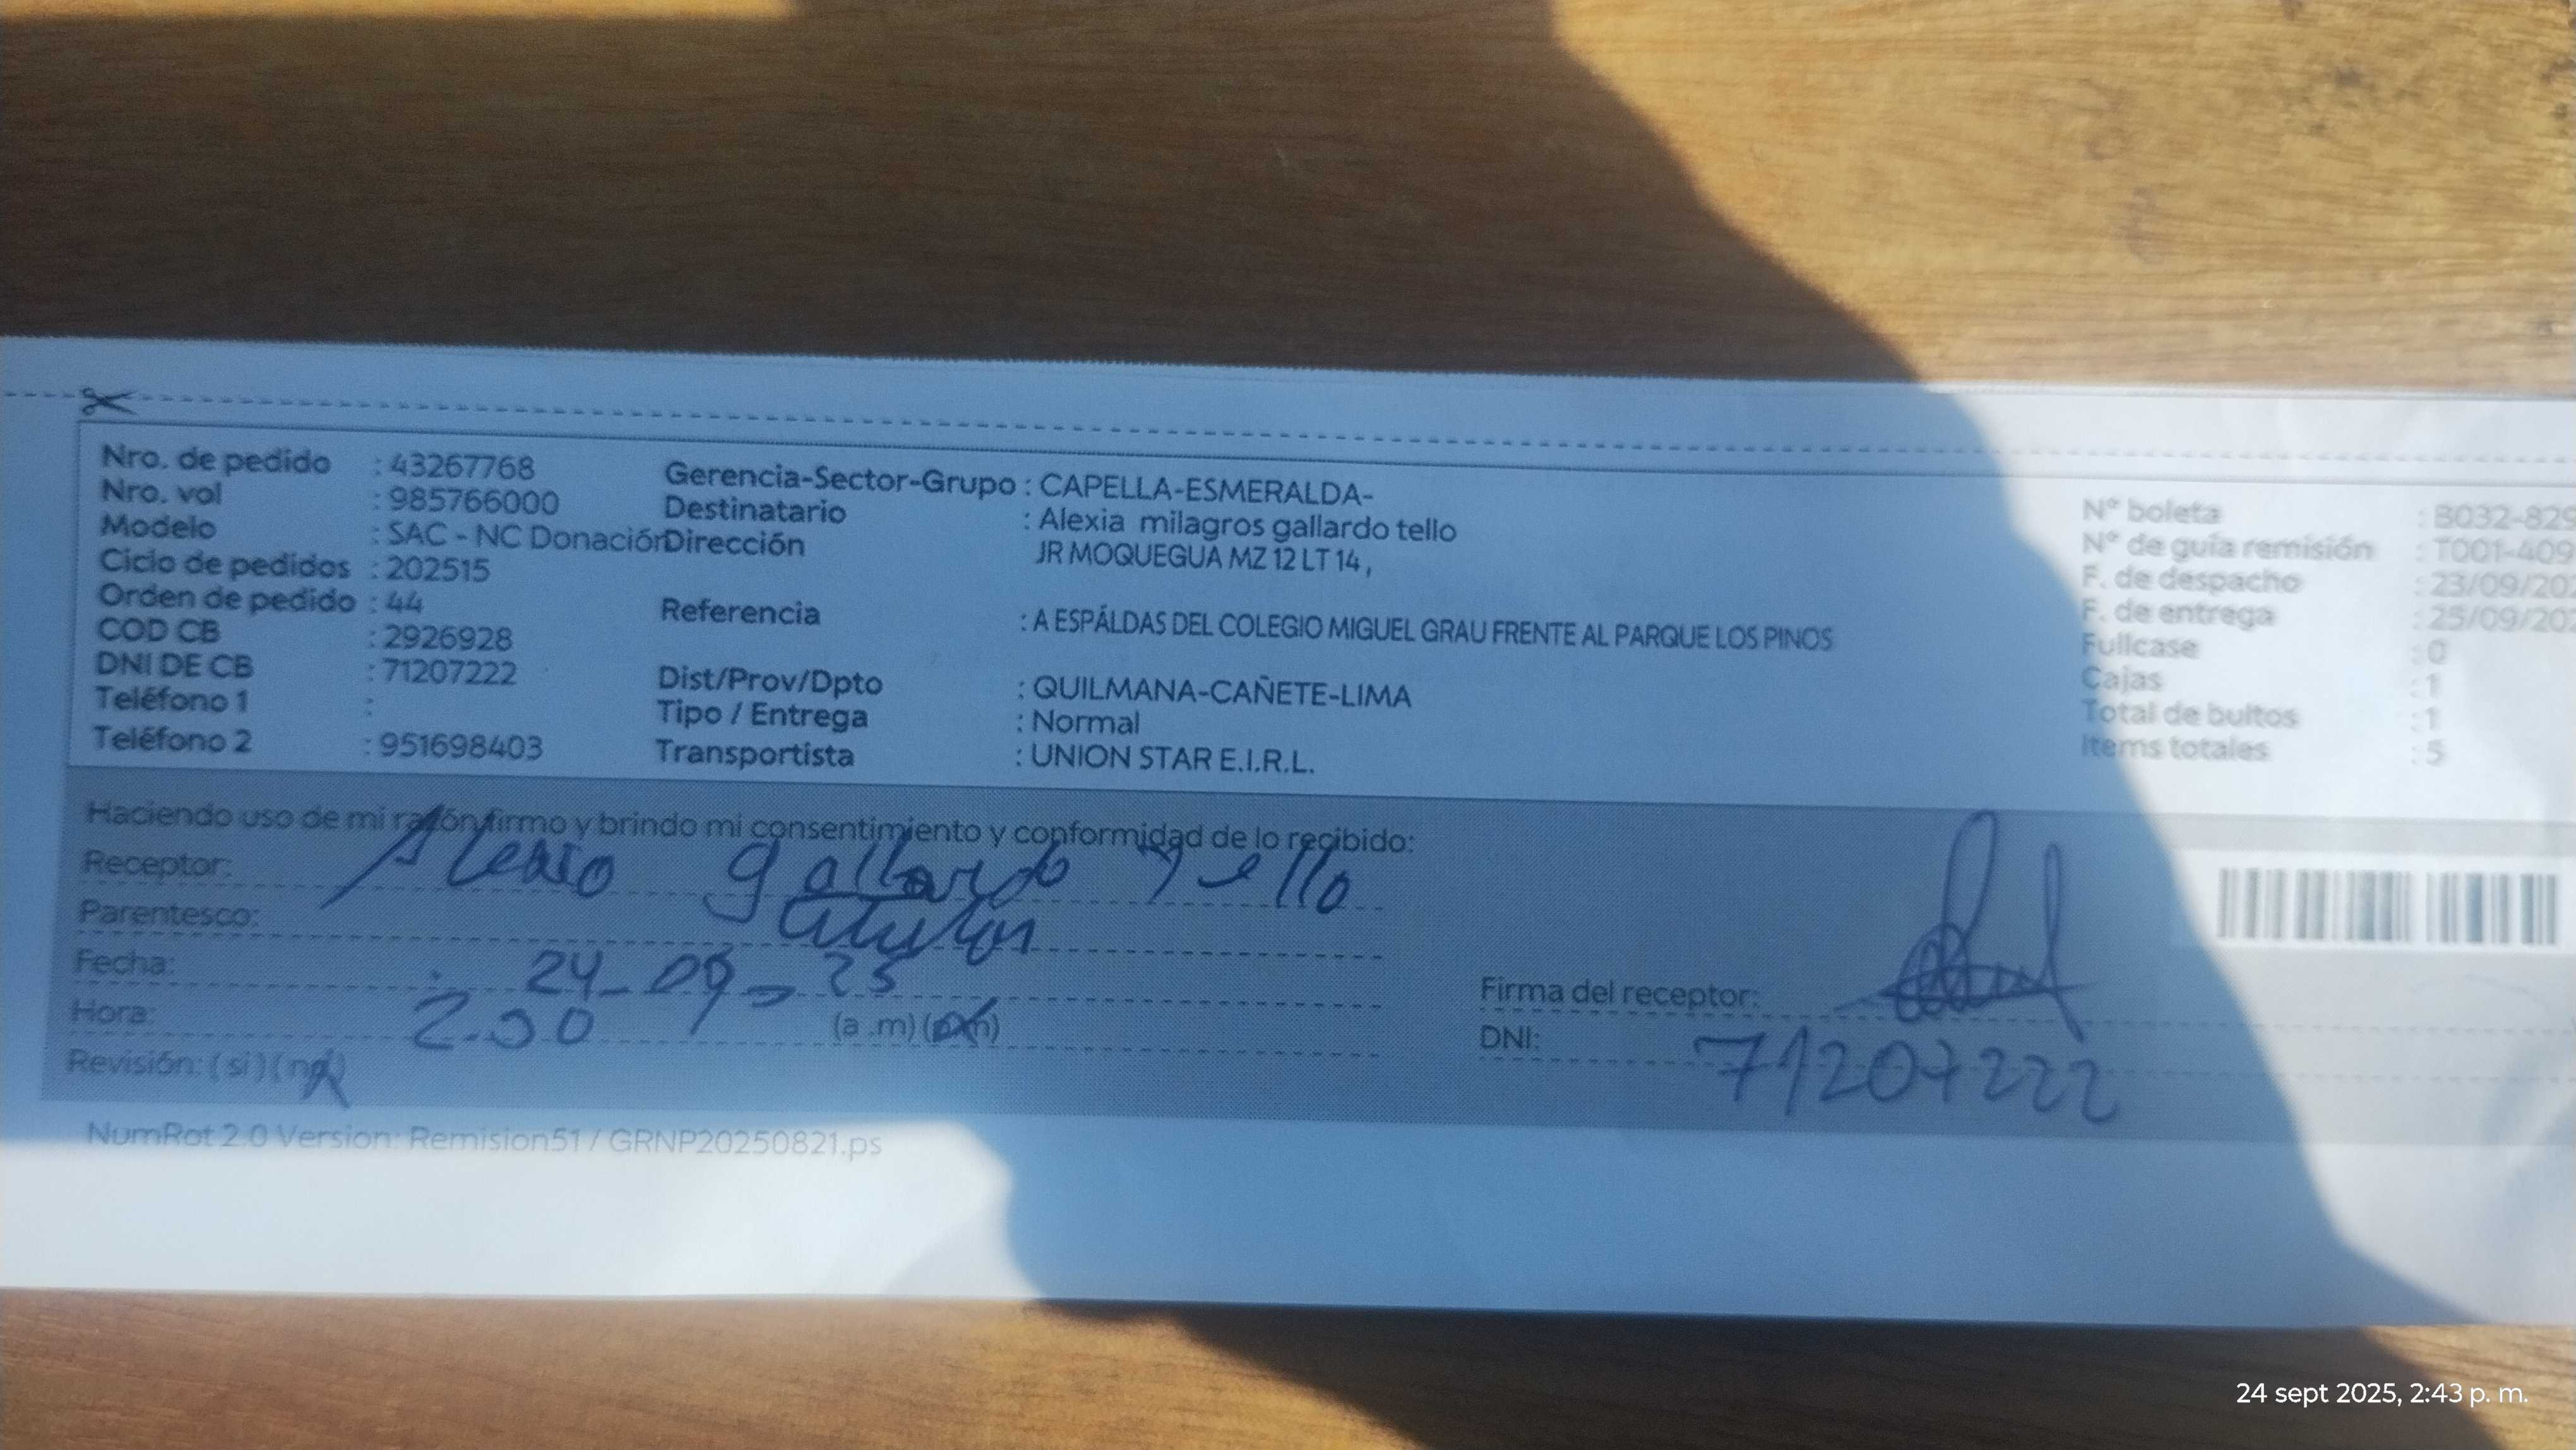 Nro. de pedido : 43267768
Nro. vol : 985766000
Modelo : SAC - NC Donación
Ciclo de pedidos : 202515
Orden de pedido : 44
COD CB : 2926928
DNI DE CB : 71207222
Teléfono 1 :
Teléfono 2 : 951698403
Gerencia-Sector-Grupo : CAPELLA-ESMERALDA-
Destinatario : Alexia milagros gallardo tello
Dirección JR MOQUEGUA MZ 12 LT 14 ,
Referencia : A ESPÁLDAS DEL COLEGIO MIGUEL GRAU FRENTE AL PARQUE LOS PINOS
Dist/Prov/Dpto : QUILMANA-CAÑETE-LIMA
Tipo / Entrega : Normal
Transportista : UNION STAR E.I.R.L.
N° boleta : B032-829
N° de guía remisión : T001-409
F. de despacho : 23/09/20
F. de entrega : 25/09/202
Fullcase : 0
Cajas : 1
Total de bultos : 1
Items totales : 5
Haciendo uso de mi razón firmo y brindo mi consentimiento y conformidad de lo recibido:
Receptor: Alexia gallardo Tello
Parentesco:
Fecha: 24-09-25
Hora: 2.30 (a .m) (p.m)
Revisión: ( si ) ( no )
Firma del receptor:
DNI: 71207222
NumRot 2.0 Version: Remision51 / GRNP20250821.ps
24 sept 2025, 2:43 p. m.